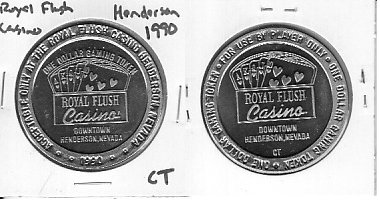 Royal Flush
Casino
Henderson
1990
ACCEPTABLE ONLY AT THE ROYAL FLUSH CASINO HENDERSON, NEVADA
ONE DOLLAR GAMING TOKEN
ROYAL FLUSH
Casino
DOWNTOWN
HENDERSON, NEVADA
• 1990 •
CT
• FOR USE BY PLAYER ONLY • ONE DOLLAR GAMING TOKEN • ONE DOLLAR GAMING TOKEN
ROYAL FLUSH
Casino
DOWNTOWN
HENDERSON, NEVADA
CT